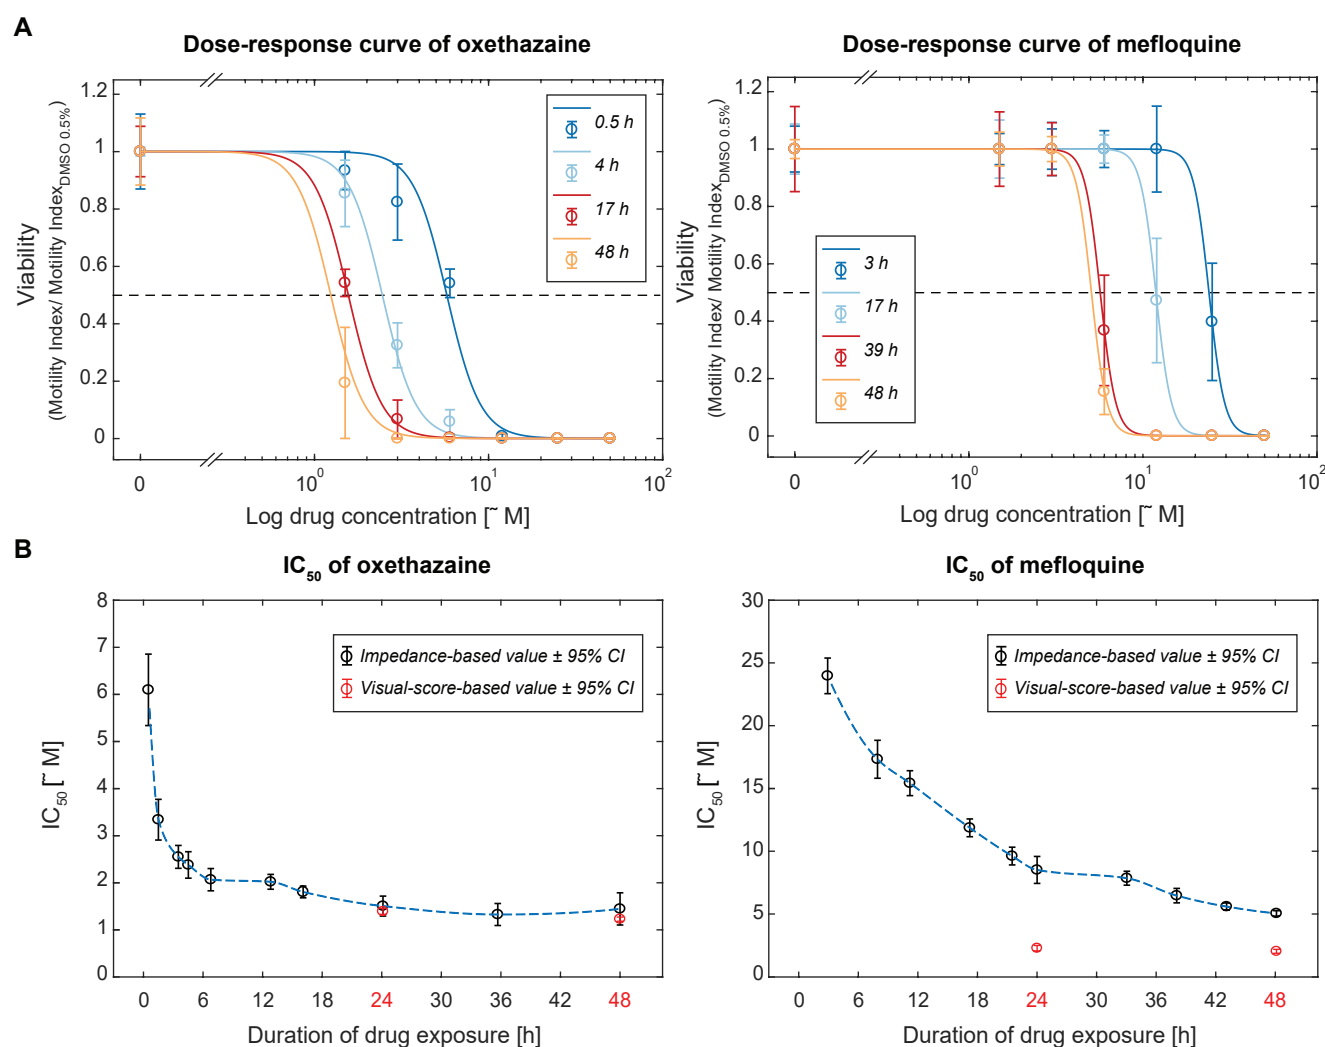 A
Dose-response curve of oxethazaine
Viability
(Motility Index/ Motility Index_DMSO 0.5%)
1.2
1
0.8
0.6
0.4
0.2
0
0.5 h
4 h
17 h
48 h
0 10^0 10^1 10^2
Log drug concentration [˜ M]
Dose-response curve of mefloquine
Viability
(Motility Index/ Motility Index_DMSO 0.5%)
1.2
1
0.8
0.6
0.4
0.2
0
3 h
17 h
39 h
48 h
0 10^0 10^1 10^2
Log drug concentration [˜ M]
B
IC50 of oxethazaine
IC50 [˜ M]
8
7
6
5
4
3
2
1
0
Impedance-based value ± 95% CI
Visual-score-based value ± 95% CI
0 6 12 18 24 30 36 42 48
Duration of drug exposure [h]
IC50 of mefloquine
IC50 [˜ M]
30
25
20
15
10
5
0
Impedance-based value ± 95% CI
Visual-score-based value ± 95% CI
0 6 12 18 24 30 36 42 48
Duration of drug exposure [h]